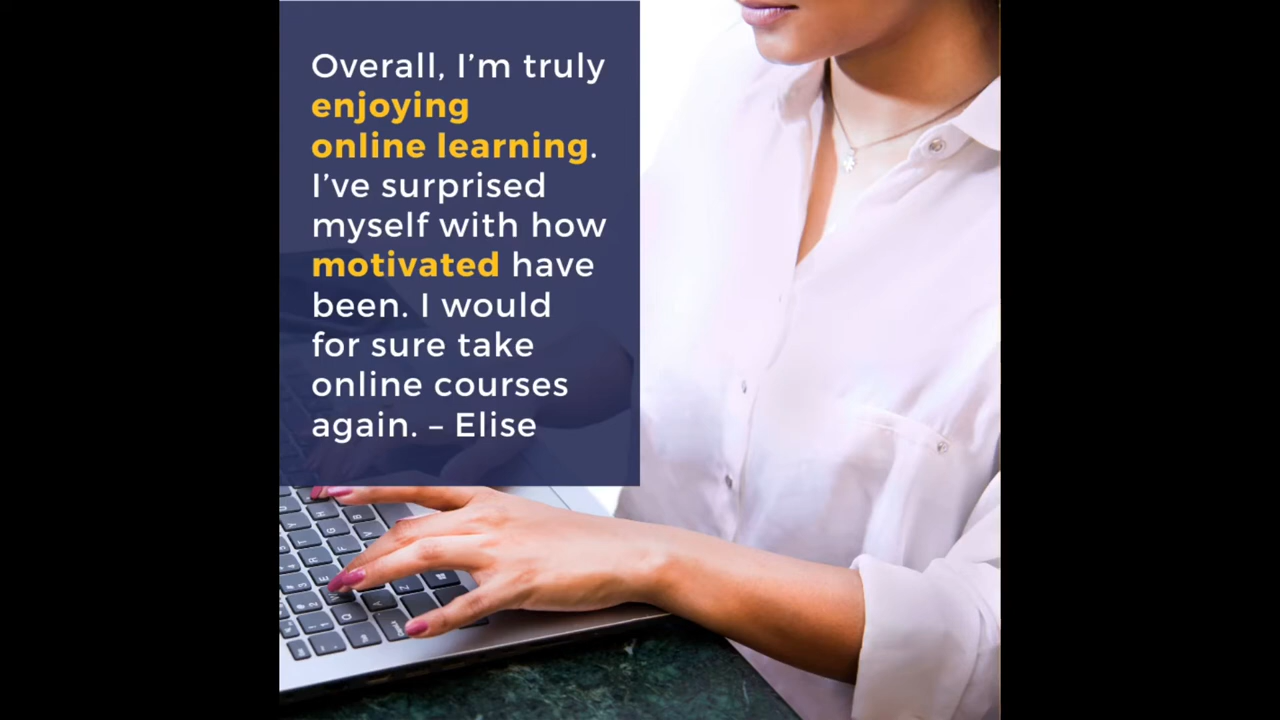 Overall, I’m truly
enjoying
online learning.
I’ve surprised
myself with how
motivated have
been. I would
for sure take
online courses
again. – Elise